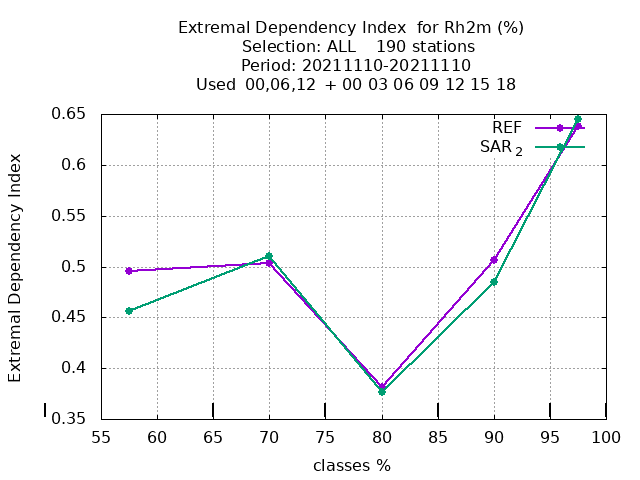 Extremal Dependency Index for Rh2m (%)
Selection: ALL 190 stations
Period: 20211110-20211110
Used 00,06,12 + 00 03 06 09 12 15 18
REF
SAR 2
0.65
0.6
0.55
0.5
0.45
0.4
0.35
Extremal Dependency Index
55 60 65 70 75 80 85 90 95 100
classes %